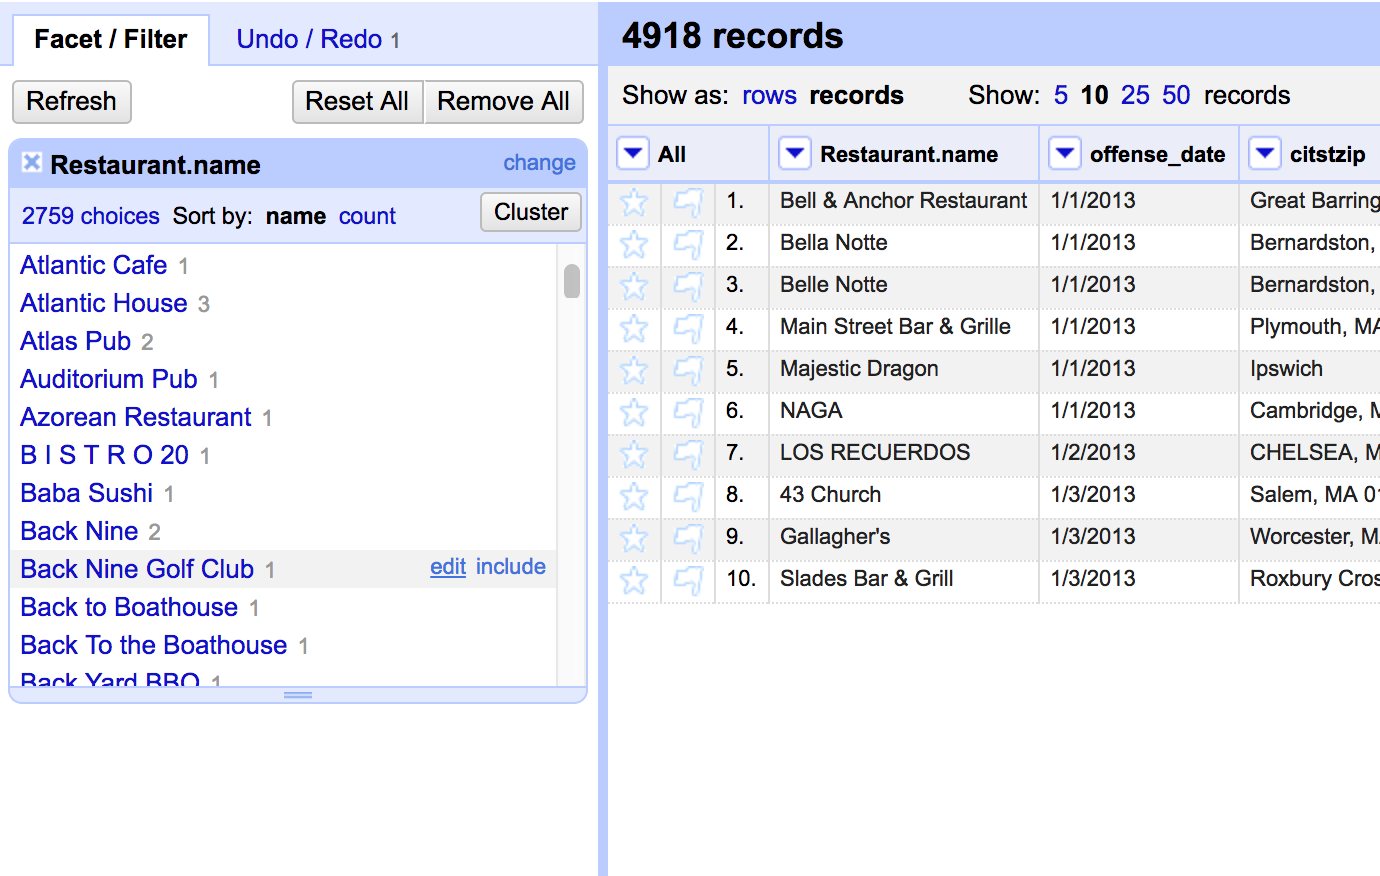 Facet / Filter Undo / Redo 1
Refresh Reset All Remove All
Restaurant.name change
2759 choices Sort by: name count Cluster
Atlantic Cafe 1
Atlantic House 3
Atlas Pub 2
Auditorium Pub 1
Azorean Restaurant 1
B I S T R O 20 1
Baba Sushi 1
Back Nine 2
Back Nine Golf Club 1 edit include
Back to Boathouse 1
Back To the Boathouse 1
Back Yard BBQ 1
4918 records
Show as: rows records Show: 5 10 25 50 records
All Restaurant.name offense_date citstzip
1. Bell & Anchor Restaurant 1/1/2013 Great Barring
2. Bella Notte 1/1/2013 Bernardston,
3. Belle Notte 1/1/2013 Bernardston,
4. Main Street Bar & Grille 1/1/2013 Plymouth, MA
5. Majestic Dragon 1/1/2013 Ipswich
6. NAGA 1/1/2013 Cambridge, M
7. LOS RECUERDOS 1/2/2013 CHELSEA, M
8. 43 Church 1/3/2013 Salem, MA 01
9. Gallagher's 1/3/2013 Worcester, MA
10. Slades Bar & Grill 1/3/2013 Roxbury Cros